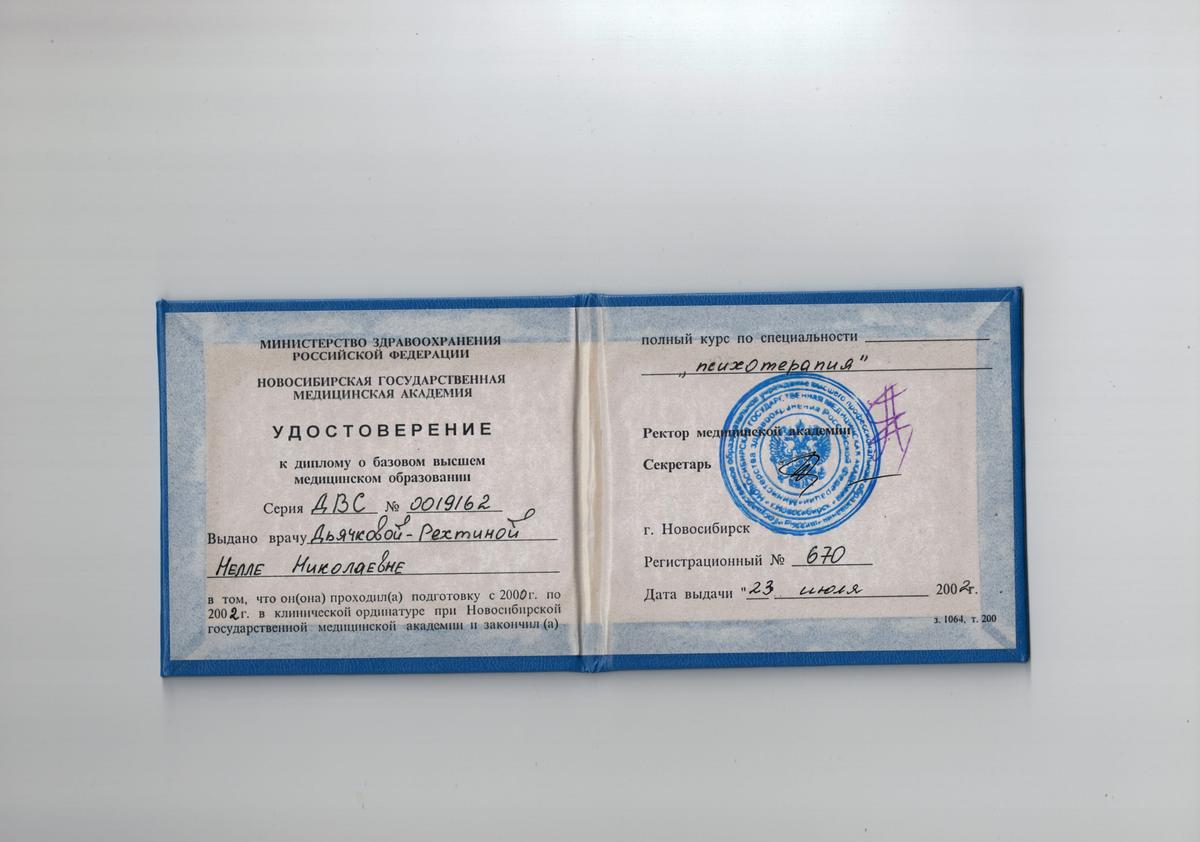 МИНИСТЕРСТВО ЗДРАВООХРАНЕНИЯ
РОССИЙСКОЙ ФЕДЕРАЦИИ
НОВОСИБИРСКАЯ ГОСУДАРСТВЕННАЯ
МЕДИЦИНСКАЯ АКАДЕМИЯ
УДОСТОВЕРЕНИЕ
к диплому о базовом высшем
медицинском образовании
Серия ДВС № 0019162
Выдано врачу Дьячковой-Рехтиной
Нелле Николаевне
в том, что он(она) проходил(а) подготовку с 2000г. по
2002г. в клинической ординатуре при Новосибирской
государственной медицинской академии и закончил (а)
полный курс по специальности
„психотерапия"
Ректор медицинской академии
Секретарь
г. Новосибирск
Регистрационный № 670
Дата выдачи "23 июля 2002г.
з. 1064, т. 200